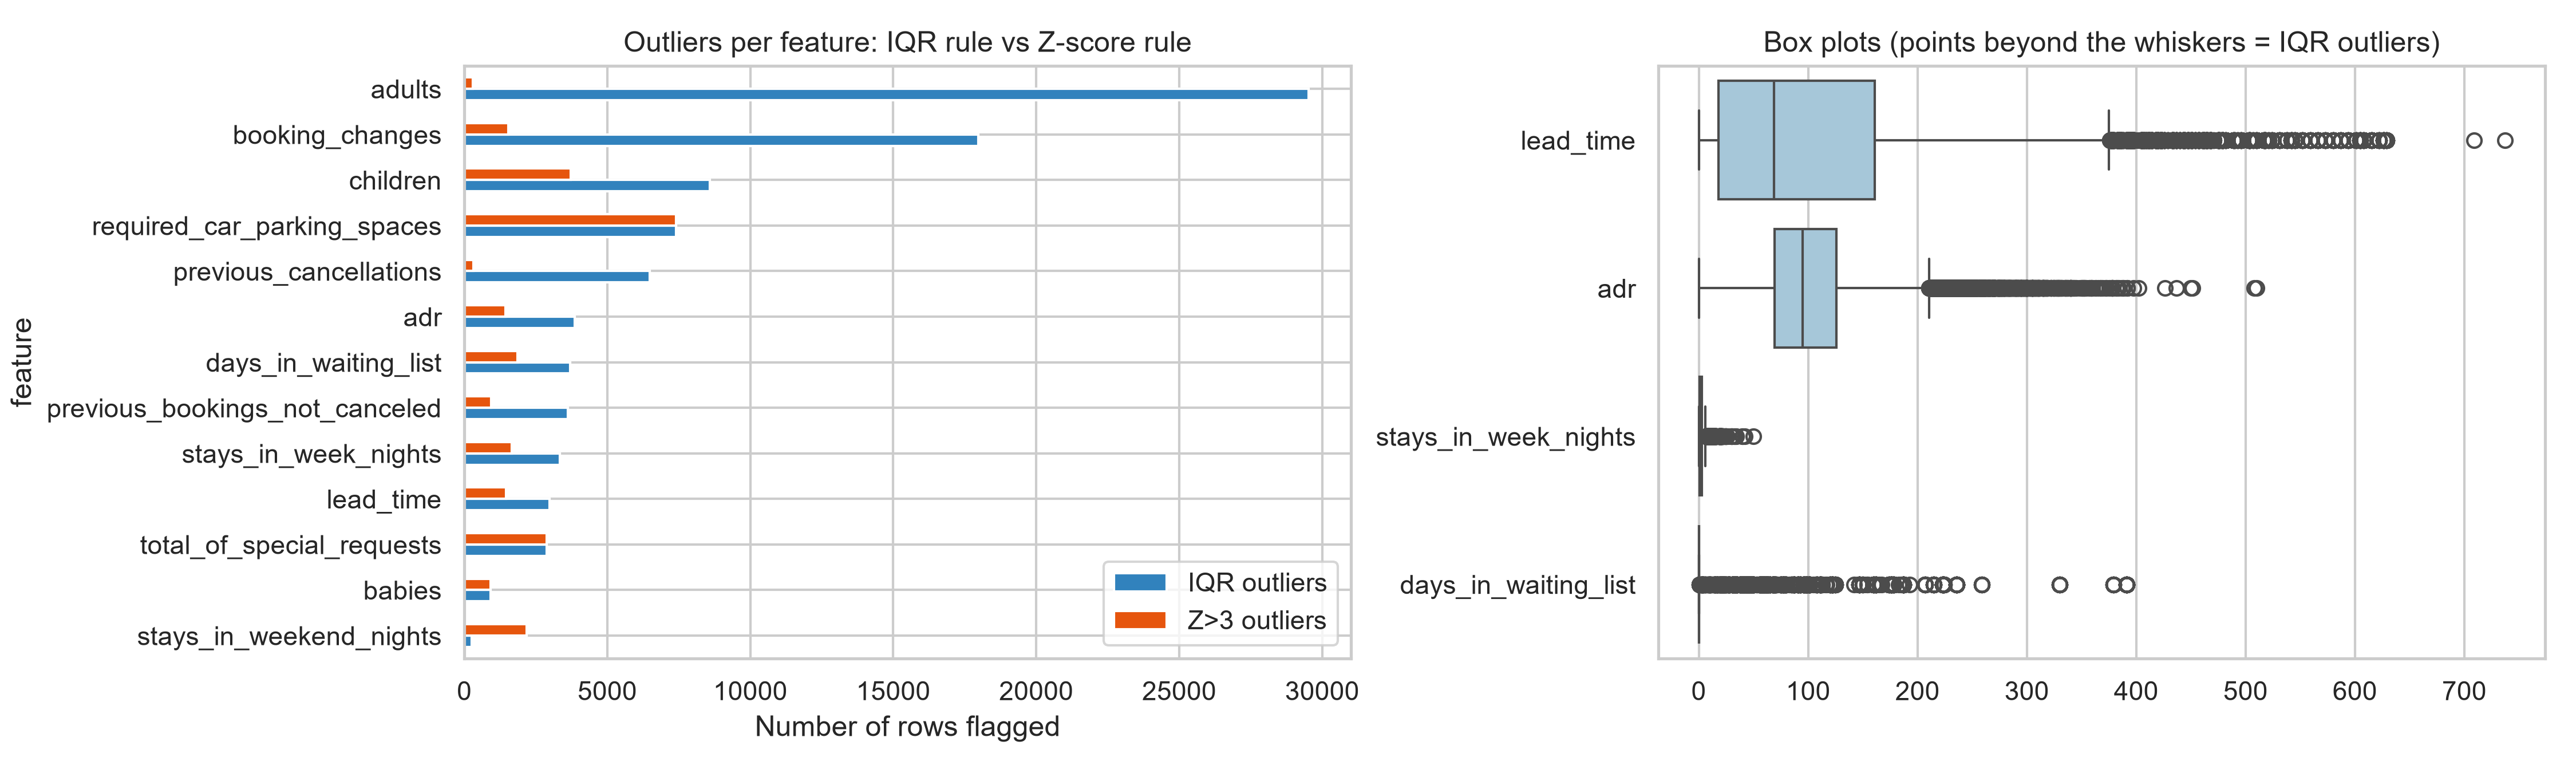 Outliers per feature: IQR rule vs Z-score rule
feature
adults
booking_changes
children
required_car_parking_spaces
previous_cancellations
adr
days_in_waiting_list
previous_bookings_not_canceled
stays_in_week_nights
lead_time
total_of_special_requests
babies
stays_in_weekend_nights
IQR outliers
Z>3 outliers
0 5000 10000 15000 20000 25000 30000
Number of rows flagged
Box plots (points beyond the whiskers = IQR outliers)
lead_time
adr
stays_in_week_nights
days_in_waiting_list
0 100 200 300 400 500 600 700